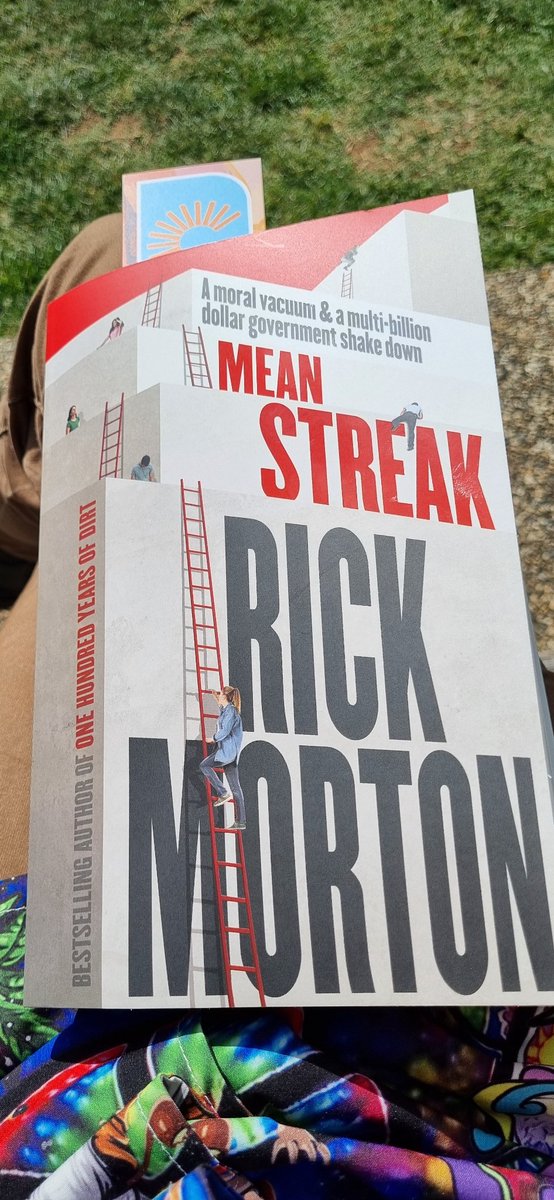 A moral vacuum & a multi-billion
dollar government shake down
MEAN
STREAK
RICK
MORTON
BESTSELLING AUTHOR OF ONE HUNDRED YEARS OF DIRT